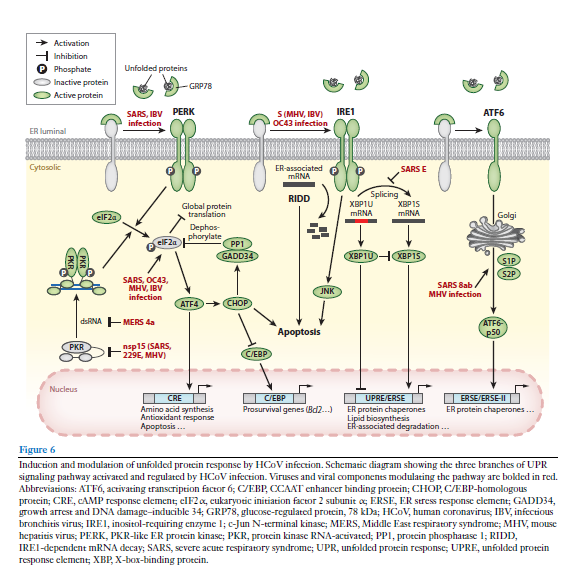 Activation
Inhibition
P Phosphate
Inactive protein
Active protein
Unfolded proteins
GRP78
SARS, IBV
infection
PERK
S (MHV, IBV)
OC43 infection
IRE1
ATF6
ER luminal
Cytosolic
P
P
P
P
ER-associated
mRNA
RIDD
SARS E
Splicing
XBP1U
mRNA
XBP1S
mRNA
Golgi
eIF2α
Global protein
translation
Dephos-
phorylate
P
eIF2α
PP1
GADD34
XBP1U
XBP1S
S1P
S2P
PKR
PKR
P
P
SARS, OC43,
MHV, IBV
infection
SARS 8ab
MHV infection
JNK
ATF4
CHOP
dsRNA
MERS 4a
Apoptosis
ATF6-
p50
PKR
nsp15 (SARS,
229E, MHV)
C/EBP
Nucleus
CRE
C/EBP
UPRE/ERSE
ERSE/ERSE-II
Amino acid synthesis
Antioxidant response
Apoptosis ...
Prosurvival genes (Bcl2...)
ER protein chaperones
Lipid biosynthesis
ER-associated degradation ...
ER protein chaperones ...
Figure 6
Induction and modulation of unfolded protein response by HCoV infection. Schematic diagram showing the three branches of UPR
signaling pathway activated and regulated by HCoV infection. Viruses and viral components modulating the pathway are bolded in red.
Abbreviations: ATF6, activating transcription factor 6; C/EBP, CCAAT enhancer binding protein; CHOP, C/EBP-homologous
protein; CRE, cAMP response element; eIF2α, eukaryotic initiation factor 2 subunit α; ERSE, ER stress response element; GADD34,
growth arrest and DNA damage–inducible 34; GRP78, glucose-regulated protein, 78 kDa; HCoV, human coronavirus; IBV, infectious
bronchitis virus; IRE1, inositol-requiring enzyme 1; c-Jun N-terminal kinase; MERS, Middle East respiratory syndrome; MHV, mouse
hepatitis virus; PERK, PKR-like ER protein kinase; PKR, protein kinase RNA-activated; PP1, protein phosphatase 1; RIDD,
IRE1-dependent mRNA decay; SARS, severe acute respiratory syndrome; UPR, unfolded protein response; UPRE, unfolded protein
response element; XBP, X-box-binding protein.